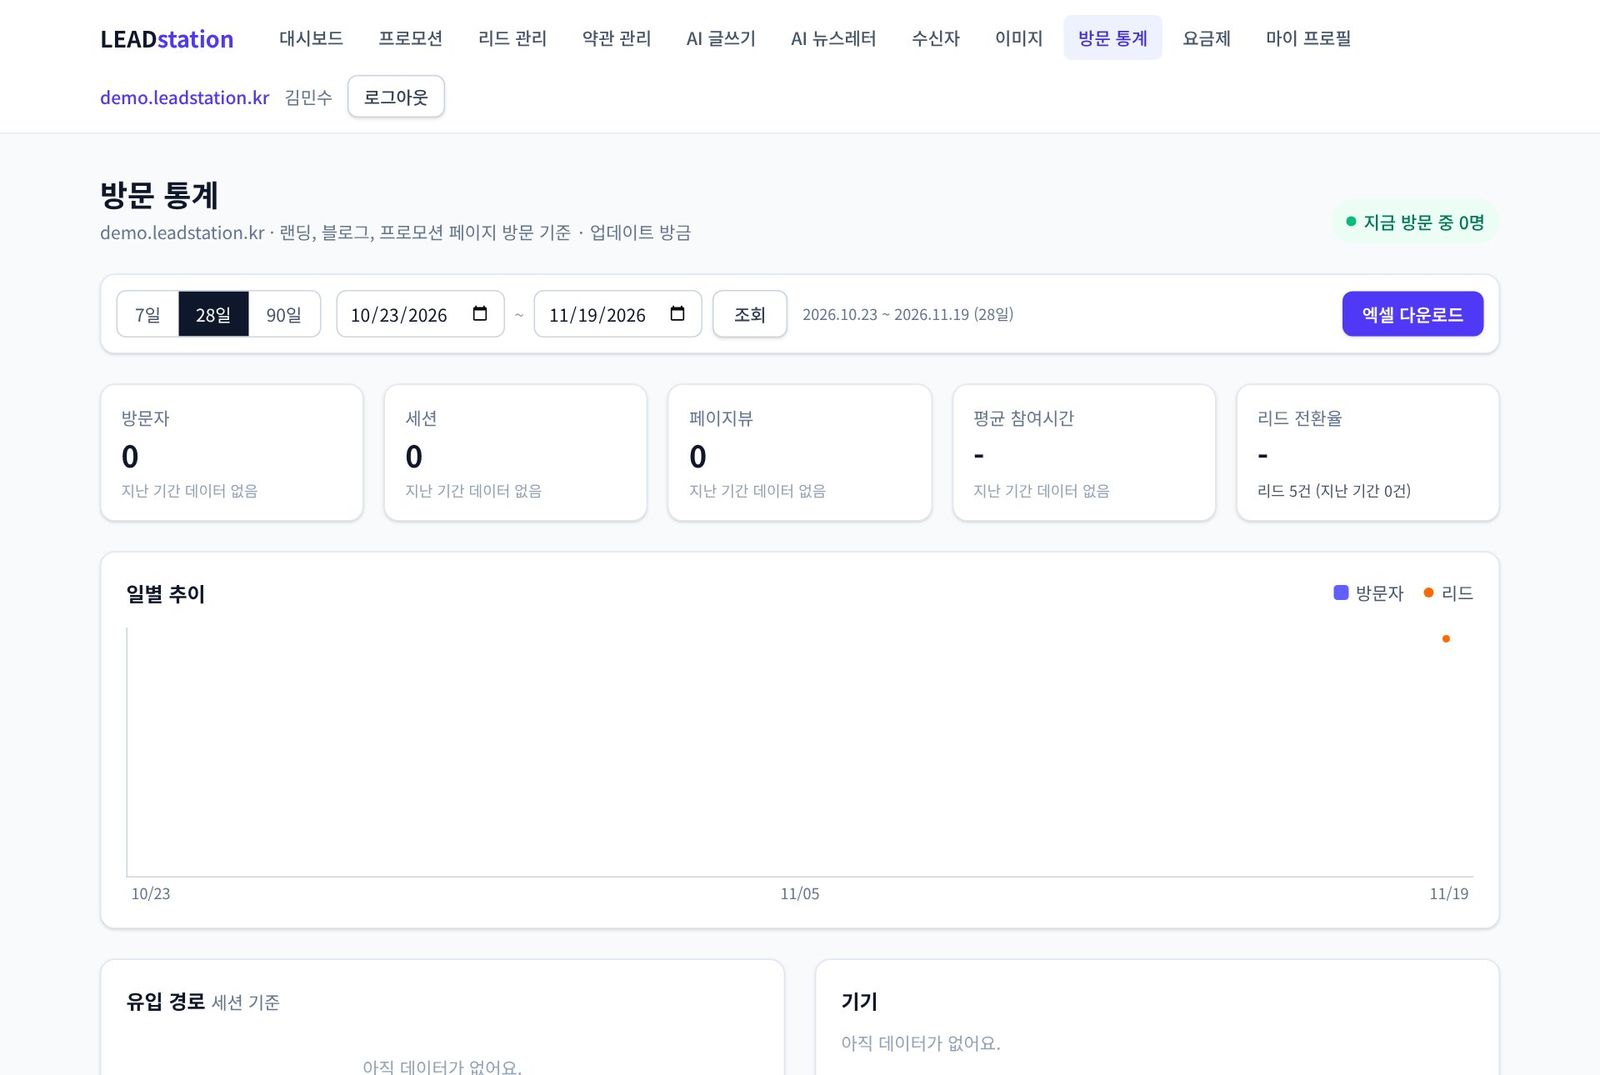 LEADstation 대시보드 프로모션 리드 관리 약관 관리 AI 글쓰기 AI 뉴스레터 수신자 이미지 방문 통계 요금제 마이 프로필
demo.leadstation.kr 김민수 로그아웃
방문 통계
demo.leadstation.kr · 랜딩, 블로그, 프로모션 페이지 방문 기준 · 업데이트 방금
지금 방문 중 0명
7일 28일 90일 10/23/2026 ~ 11/19/2026 조회 2026.10.23 ~ 2026.11.19 (28일) 엑셀 다운로드
방문자
0
지난 기간 데이터 없음
세션
0
지난 기간 데이터 없음
페이지뷰
0
지난 기간 데이터 없음
평균 참여시간
-
지난 기간 데이터 없음
리드 전환율
-
리드 5건 (지난 기간 0건)
일별 추이
방문자 리드
10/23 11/05 11/19
유입 경로 세션 기준
아직 데이터가 없어요.
기기
아직 데이터가 없어요.